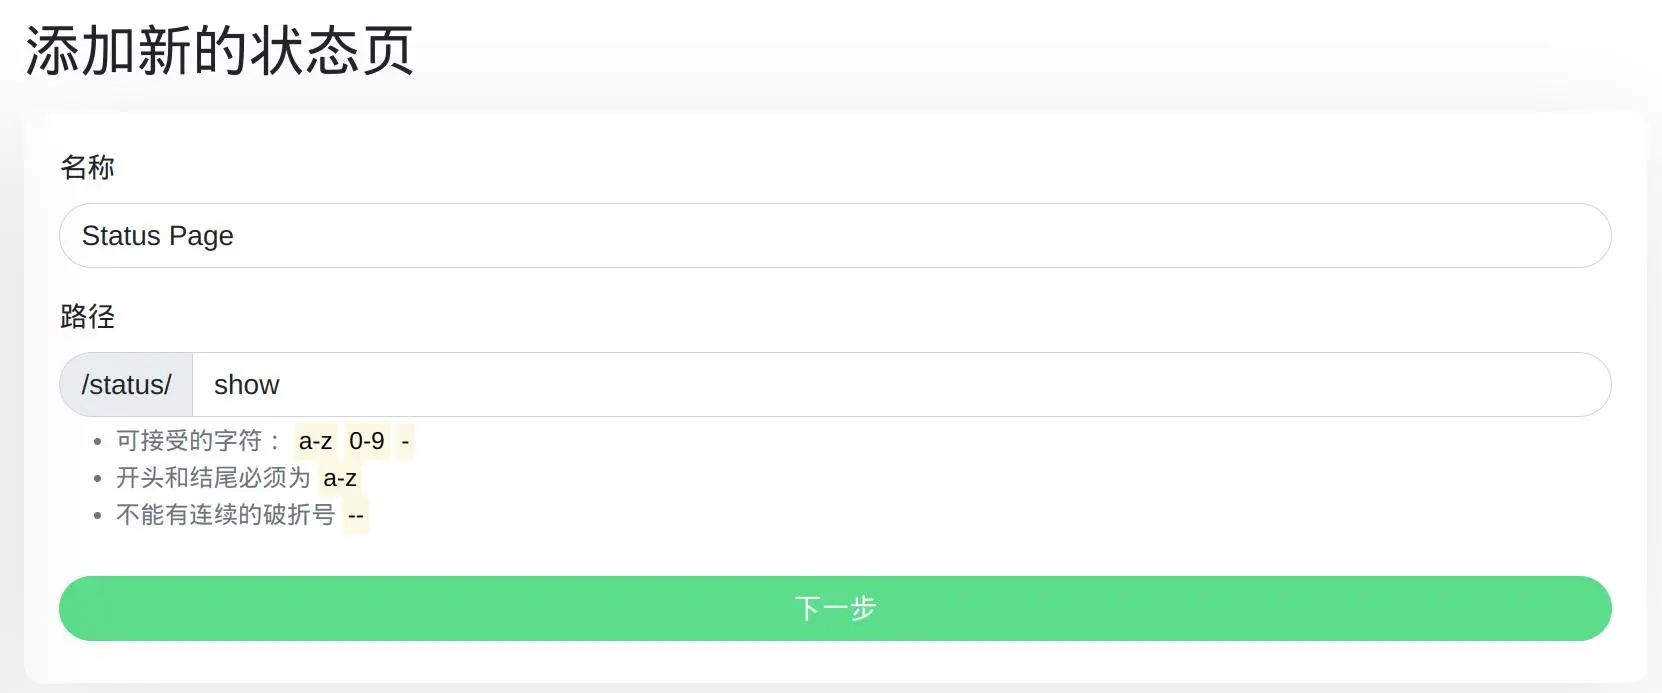 添加新的状态页
名称
Status Page
路径
/status/ show
可接受的字符： a-z 0-9 -
开头和结尾必须为 a-z
不能有连续的破折号 --
下一步